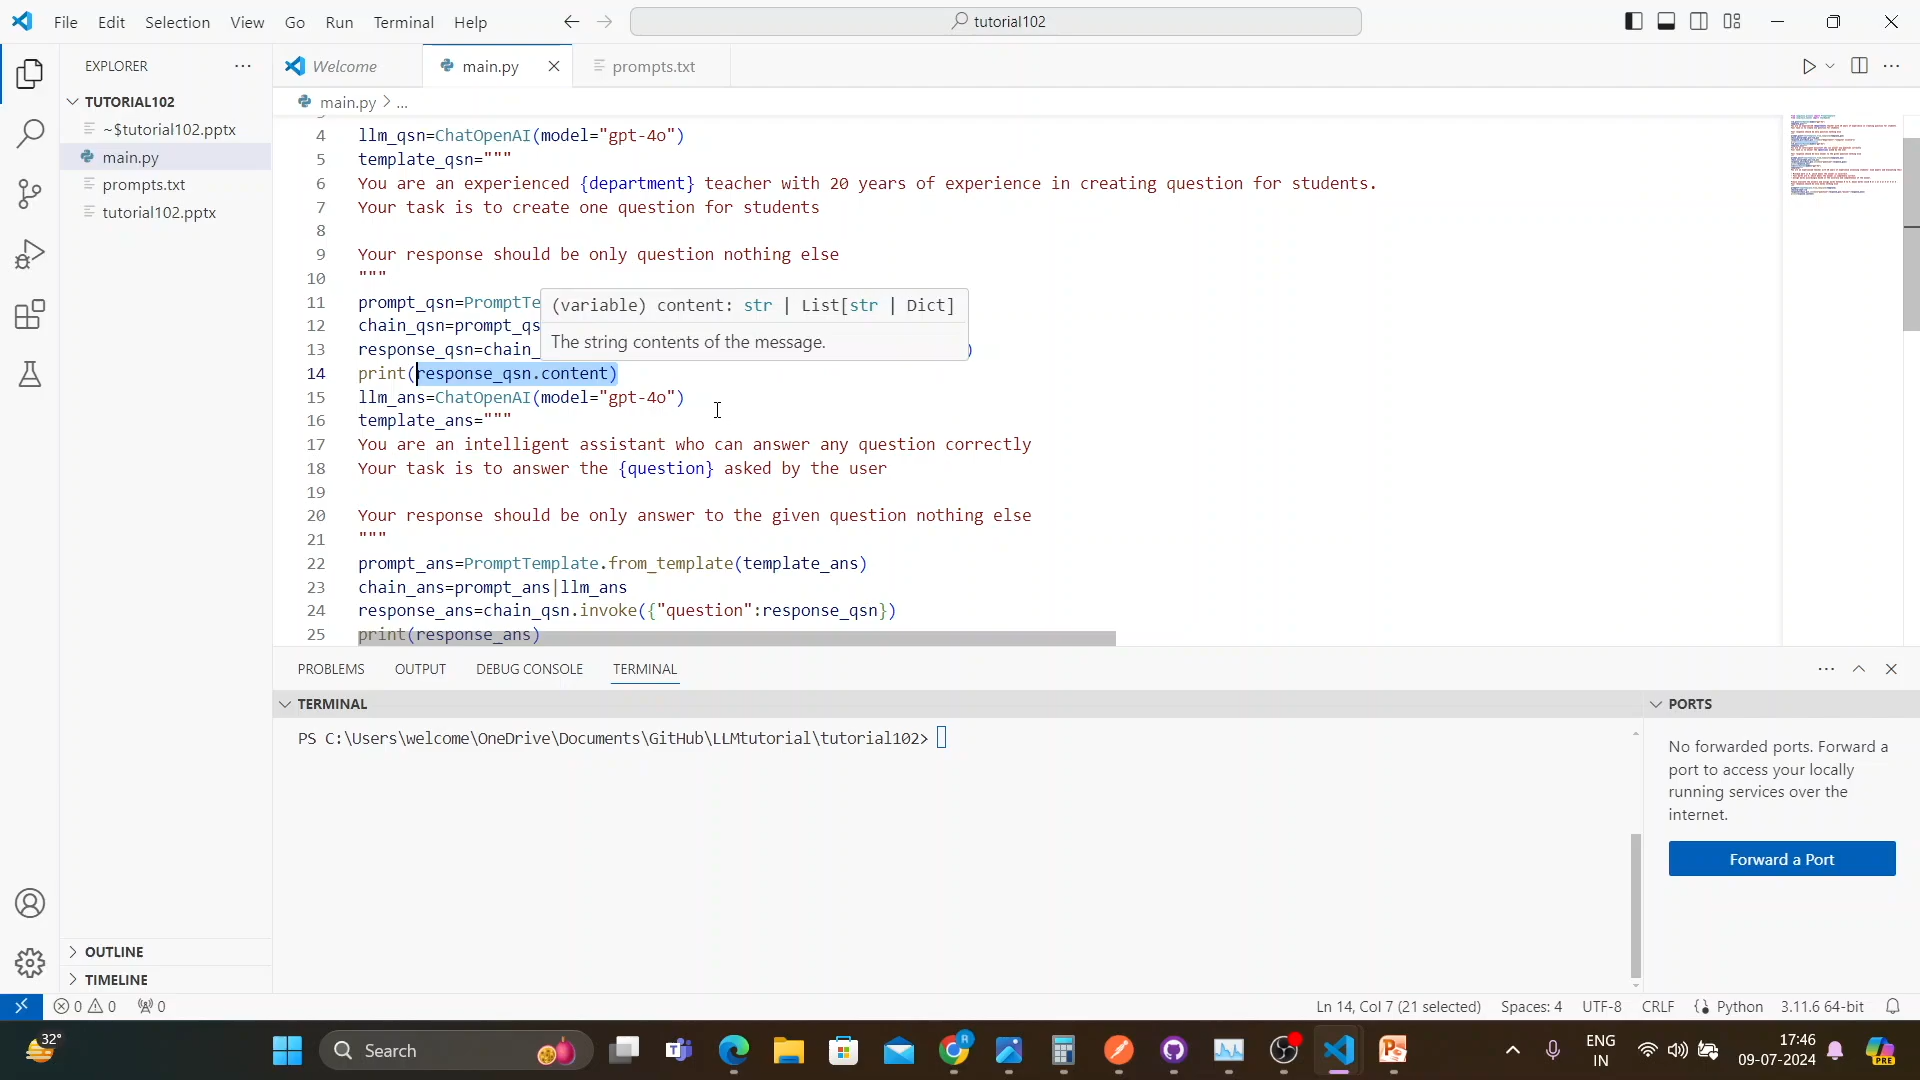 File Edit Selection View Go Run Terminal Help
tutorial102
EXPLORER
Welcome
main.py
prompts.txt
TUTORIAL102
~$tutorial102.pptx
main.py
prompts.txt
tutorial102.pptx
main.py > ...
4 llm_qsn=ChatOpenAI(model="gpt-4o")
5 template_qsn="""
6 You are an experienced {department} teacher with 20 years of experience in creating question for students.
7 Your task is to create one question for students
8
9 Your response should be only question nothing else
10 """
11 prompt_qsn=PromptTe
12 chain_qsn=prompt_qs
13 response_qsn=chain_ )
(variable) content: str | List[str | Dict]
The string contents of the message.
14 print(response_qsn.content)
15 llm_ans=ChatOpenAI(model="gpt-4o")
16 template_ans="""
17 You are an intelligent assistant who can answer any question correctly
18 Your task is to answer the {question} asked by the user
19
20 Your response should be only answer to the given question nothing else
21 """
22 prompt_ans=PromptTemplate.from_template(template_ans)
23 chain_ans=prompt_ans|llm_ans
24 response_ans=chain_qsn.invoke({"question":response_qsn})
25 print(response_ans)
PROBLEMS OUTPUT DEBUG CONSOLE TERMINAL
TERMINAL
PS C:\Users\welcome\OneDrive\Documents\GitHub\LLMtutorial\tutorial102>
PORTS
No forwarded ports. Forward a
port to access your locally
running services over the
internet.
Forward a Port
OUTLINE
TIMELINE
0 0 0
Ln 14, Col 7 (21 selected) Spaces: 4 UTF-8 CRLF Python 3.11.6 64-bit
32°
Search
R
PRE
ENG
IN
17:46
09-07-2024